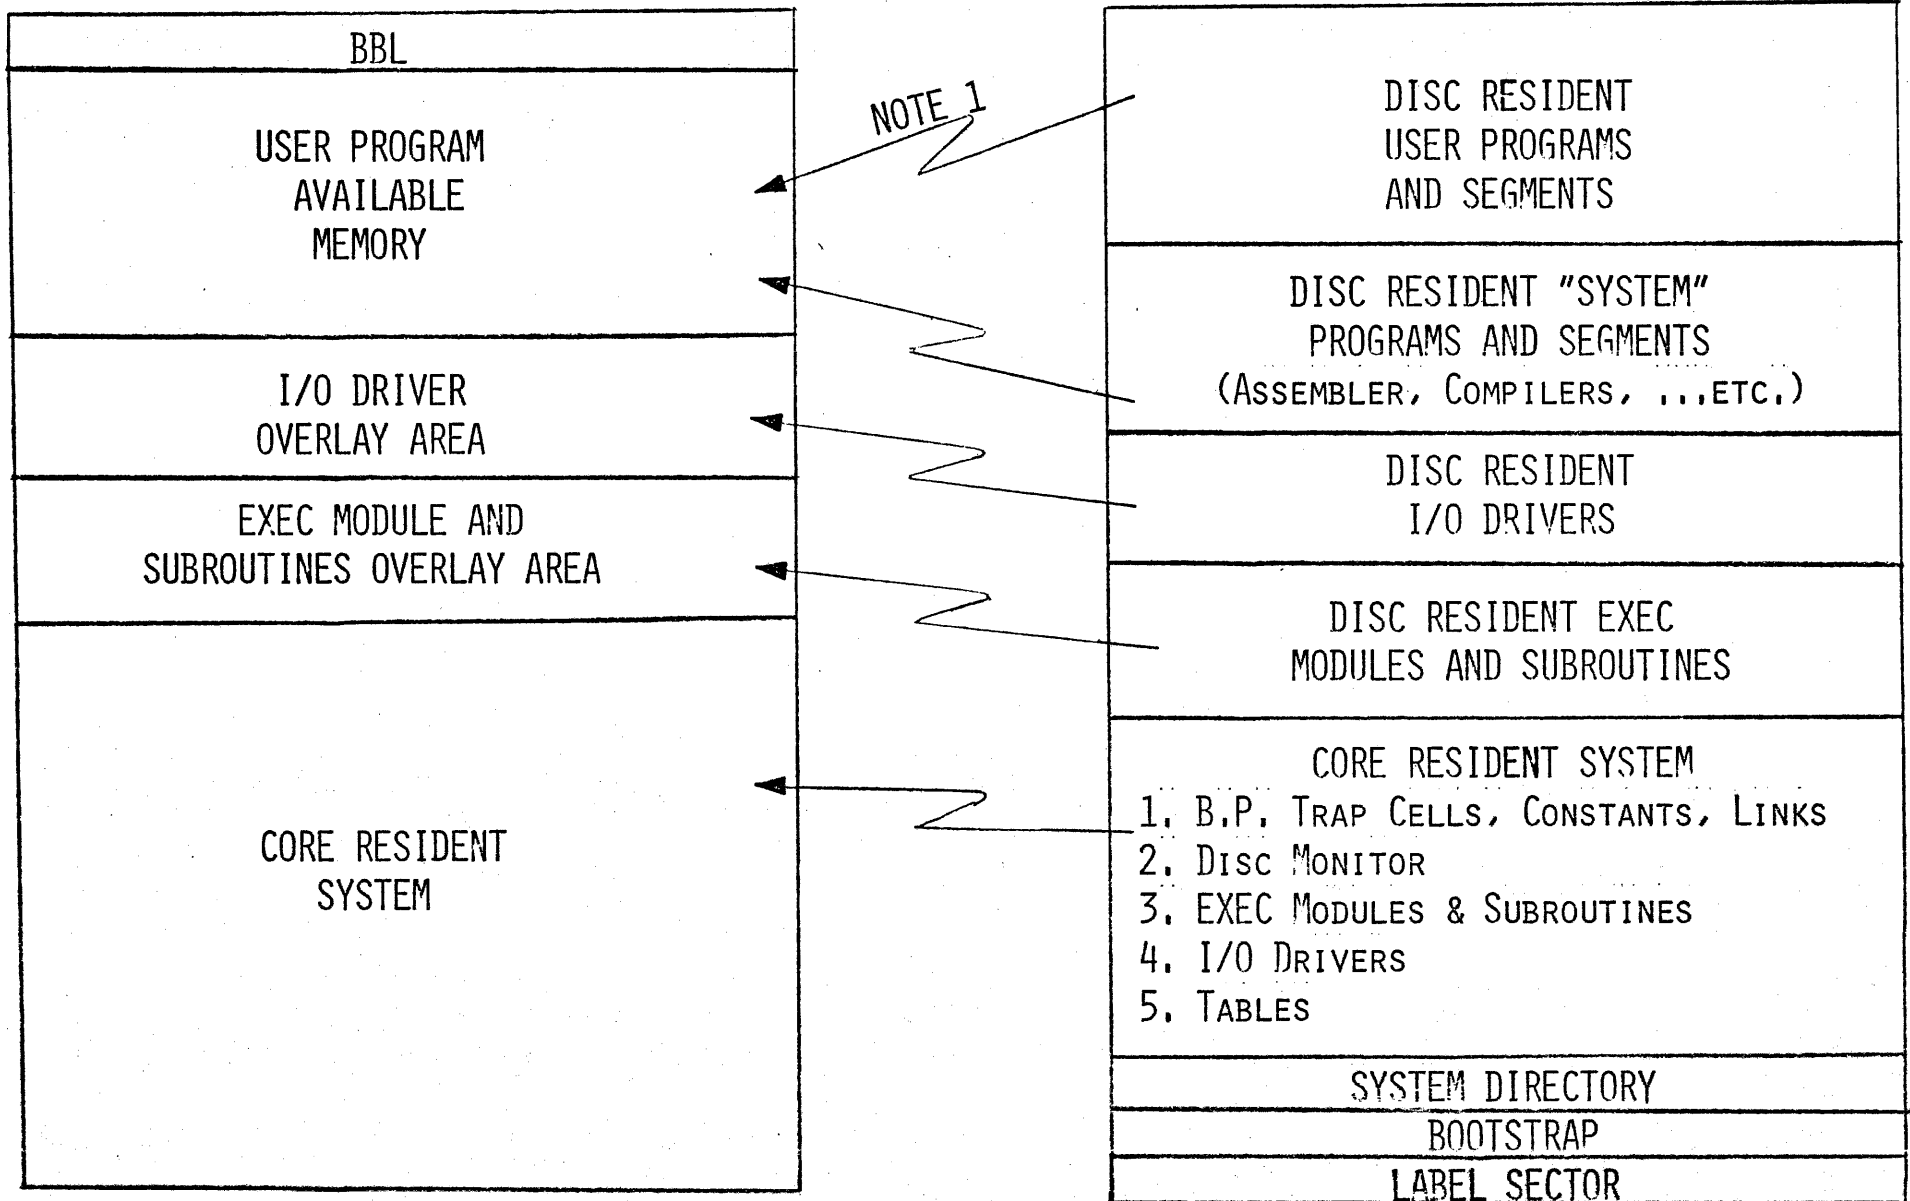 BBL
USER PROGRAM
AVAILABLE
MEMORY
I/O DRIVER
OVERLAY AREA
EXEC MODULE AND
SUBROUTINES OVERLAY AREA
CORE RESIDENT
SYSTEM
NOTE 1
DISC RESIDENT
USER PROGRAMS
AND SEGMENTS
DISC RESIDENT "SYSTEM"
PROGRAMS AND SEGMENTS
(ASSEMBLER, COMPILERS, ...ETC.)
DISC RESIDENT
I/O DRIVERS
DISC RESIDENT EXEC
MODULES AND SUBROUTINES
CORE RESIDENT SYSTEM
1. B.P. TRAP CELLS, CONSTANTS, LINKS
2. DISC MONITOR
3. EXEC MODULES & SUBROUTINES
4. I/O DRIVERS
5. TABLES
SYSTEM DIRECTORY
BOOTSTRAP
LABEL SECTOR